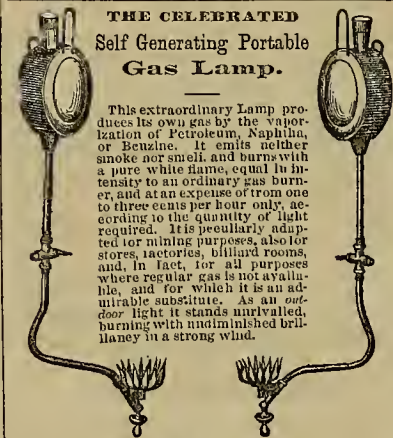 THE CELEBRATED
Self Generating Portable
Gas Lamp.
This extraordinary Lamp pro-
duces its own gas by the vapor-
ization of Petroleum, Naphtha,
or Benzine. It emits neither
smoke nor smell, and burns with
a pure white flame, equal in in-
tensity to an ordinary gas burn-
er, and at an expense of from one
to three cents per hour only, ac-
cording to the quantity of light
required. It is peculiarly adap-
ted for mining purposes, also for
stores, factories, billiard rooms,
and, in fact, for all purposes
where regular gas is not availa-
ble, and for which it is an ad-
mirable substitute. As an out-
door light it stands unrivalled,
burning with undiminished bril-
liancy in a strong wind.